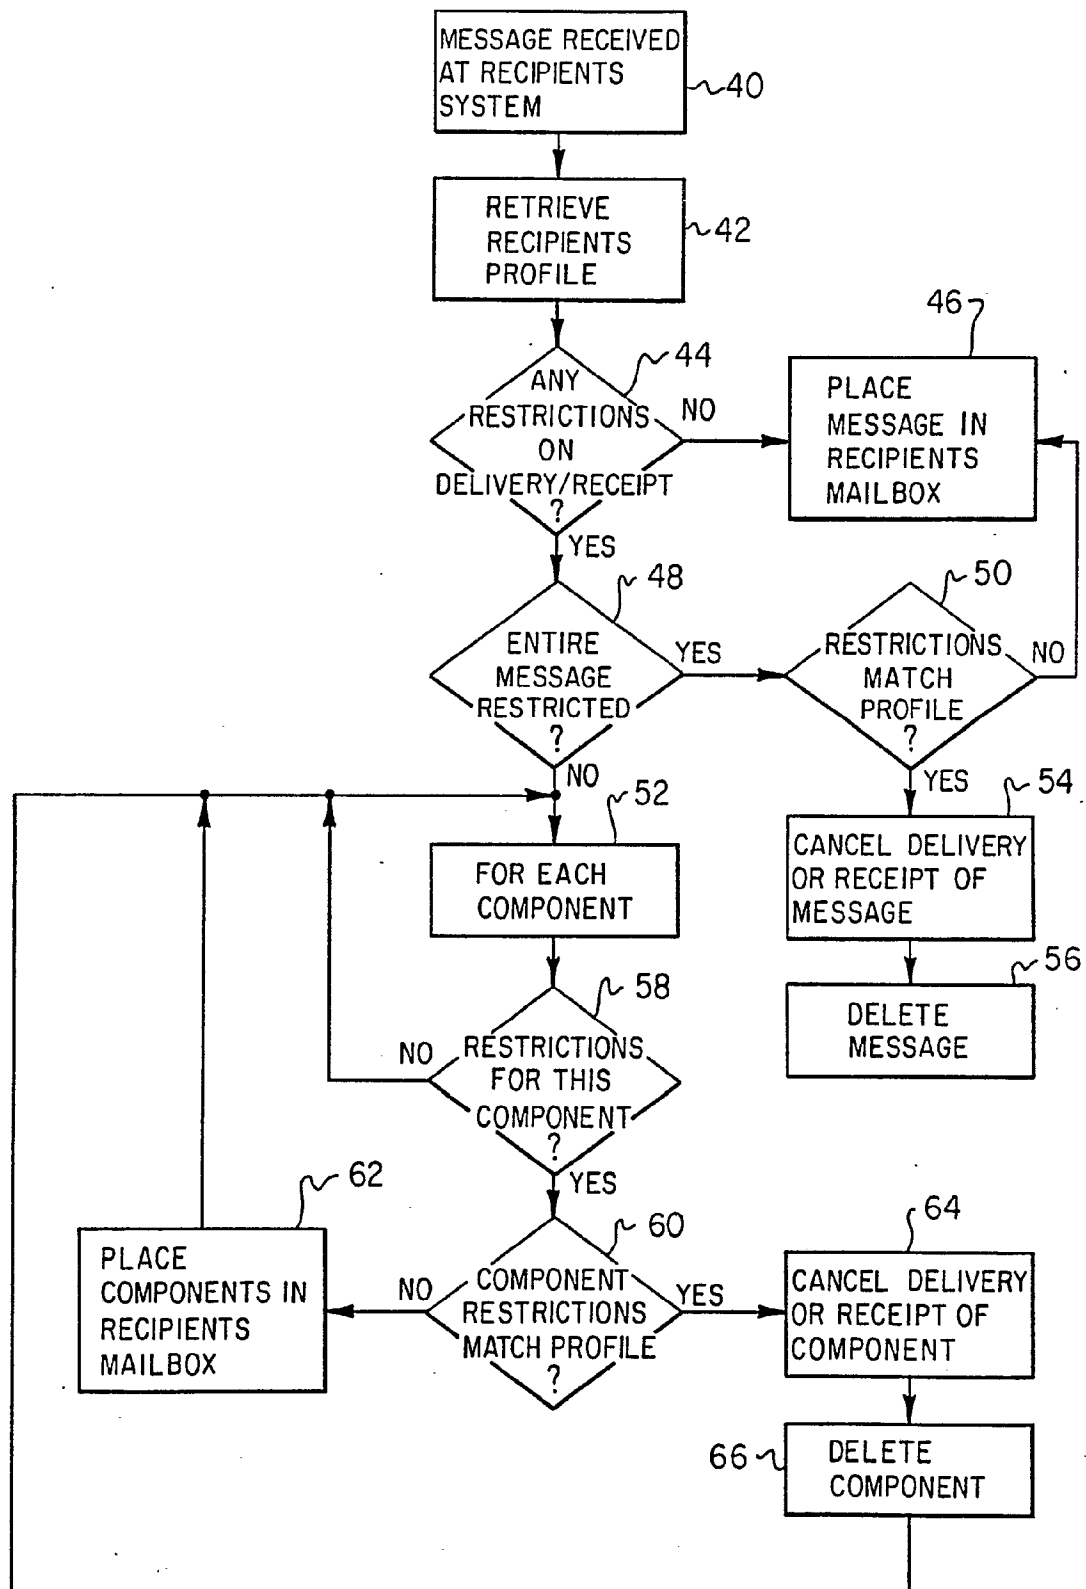 MESSAGE RECEIVED
AT RECIPIENTS
SYSTEM
40
RETRIEVE
RECIPIENTS
PROFILE
42
44
ANY
RESTRICTIONS
ON
DELIVERY/RECEIPT
?
NO
YES
46
PLACE
MESSAGE IN
RECIPIENTS
MAILBOX
48
ENTIRE
MESSAGE
RESTRICTED
?
YES
NO
50
RESTRICTIONS
MATCH
PROFILE
?
NO
YES
52
FOR EACH
COMPONENT
54
CANCEL DELIVERY
OR RECEIPT OF
MESSAGE
56
DELETE
MESSAGE
58
RESTRICTIONS
FOR THIS
COMPONENT
?
NO
YES
62
PLACE
COMPONENTS IN
RECIPIENTS
MAILBOX
60
COMPONENT
RESTRICTIONS
MATCH PROFILE
?
NO
YES
64
CANCEL DELIVERY
OR RECEIPT OF
COMPONENT
66
DELETE
COMPONENT